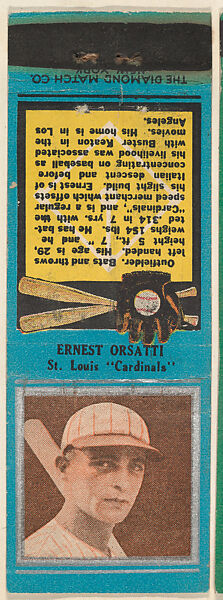 THE DIAMOND MATCH CO.
Outfielder. Bats and throws
left handed. His age is 29,
height 5', 7", and he
weighs 154 lbs. He has bat-
ted .314 in 7 yrs. with the
"Cardinals", and is a regular
speed merchant which offsets
his slight build. Ernest is of
Italian descent and before
concentrating on baseball as
his livelihood was associated
with Buster Keaton in the
movies. His home is in Los
Angeles.
ERNEST ORSATTI
St. Louis "Cardinals"